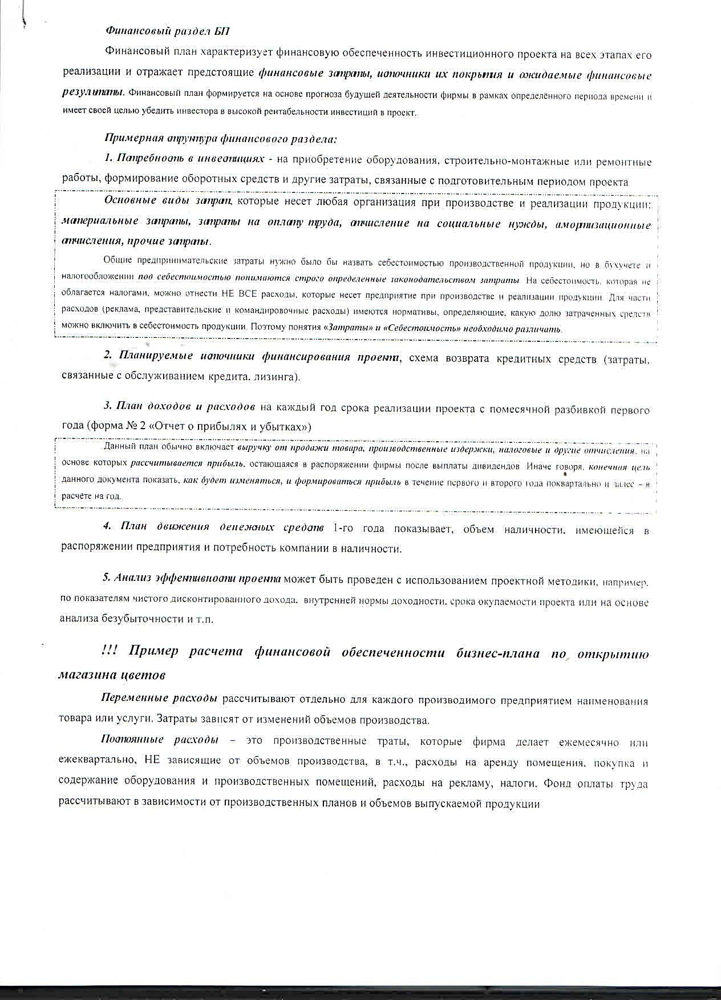 Финансовый раздел БП
Финансовый план характеризует финансовую обеспеченность инвестиционного проекта на всех этапах его
реализации и отражает предстоящие финансовые затраты, источники их покрытия и ожидаемые финансовые
результаты. Финансовый план формируется на основе прогноза будущей деятельности фирмы в рамках определённого периода времени и
имеет своей целью убедить инвестора в высокой рентабельности инвестиций в проект.
Примерная структура финансового раздела:
1. Потребность в инвестициях - на приобретение оборудования, строительно-монтажные или ремонтные
работы, формирование оборотных средств и другие затраты, связанные с подготовительным периодом проекта
Основные виды затрат, которые несет любая организация при производстве и реализации продукции:
материальные затраты, затраты на оплату труда, отчисление на социальные нужды, амортизационные
отчисления, прочие затраты.
Общие предпринимательские затраты нужно было бы назвать себестоимостью производственной продукции, но в бухучете и
налогообложении под себестоимостью понимаются строго определенные законодательством затраты. На себестоимость, которая не
облагается налогами, можно отнести НЕ ВСЕ расходы, которые несет предприятие при производстве и реализации продукции. Для части
расходов (реклама, представительские и командировочные расходы) имеются нормативы, определяющие, какую долю затраченных средств
можно включить в себестоимость продукции. Поэтому понятия «Затраты» и «Себестоимость» необходимо различать.
2. Планируемые источники финансирования проекта, схема возврата кредитных средств (затраты,
связанные с обслуживанием кредита, лизинга).
3. План доходов и расходов на каждый год срока реализации проекта с помесячной разбивкой первого
года (форма № 2 «Отчет о прибылях и убытках»)
Данный план обычно включает выручку от продажи товара, производственные издержки, налоговые и другие отчисления, на
основе которых рассчитывается прибыль, остающаяся в распоряжении фирмы после выплаты дивидендов. Иначе говоря, конечная цель
данного документа показать, как будет изменяться, и формироваться прибыль в течение первого и второго года поквартально и далее – в
расчёте на год.
4. План движения денежных средств 1-го года показывает, объем наличности, имеющейся в
распоряжении предприятия и потребность компании в наличности.
5. Анализ эффективности проекта может быть проведен с использованием проектной методики, например,
по показателям чистого дисконтированного дохода, внутренней нормы доходности, срока окупаемости проекта или на основе
анализа безубыточности и т.п.
!!! Пример расчета финансовой обеспеченности бизнес-плана по открытию
магазина цветов
Переменные расходы рассчитывают отдельно для каждого производимого предприятием наименования
товара или услуги. Затраты зависят от изменений объемов производства.
Постоянные расходы – это производственные траты, которые фирма делает ежемесячно или
ежеквартально, НЕ зависящие от объемов производства, в т.ч., расходы на аренду помещения, покупка и
содержание оборудования и производственных помещений, расходы на рекламу, налоги. Фонд оплаты труда
рассчитывают в зависимости от производственных планов и объемов выпускаемой продукции